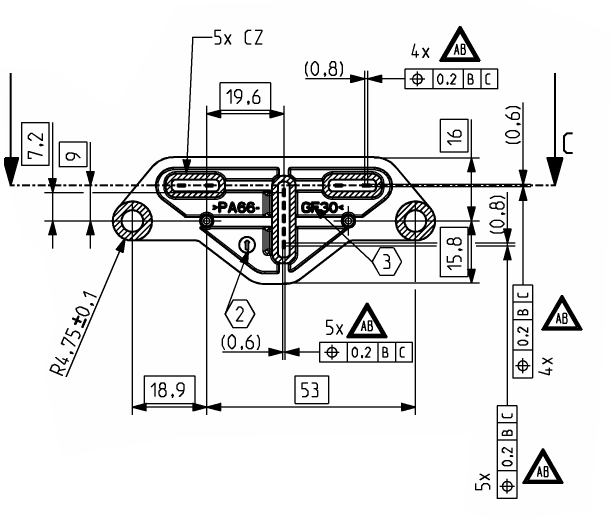 5x CZ
4x AB
(0,8)
⌖ 0.2 B C
19,6
7,2
9
16
(0,6)
C
>PA66-
GF30<
(0,8)
15,8
3
2
R4,75±0,1
(0,6)
5x AB
⌖ 0.2 B C
⌖ 0.2 B C
4x AB
18,9
53
⌖ 0.2 B C
5x AB